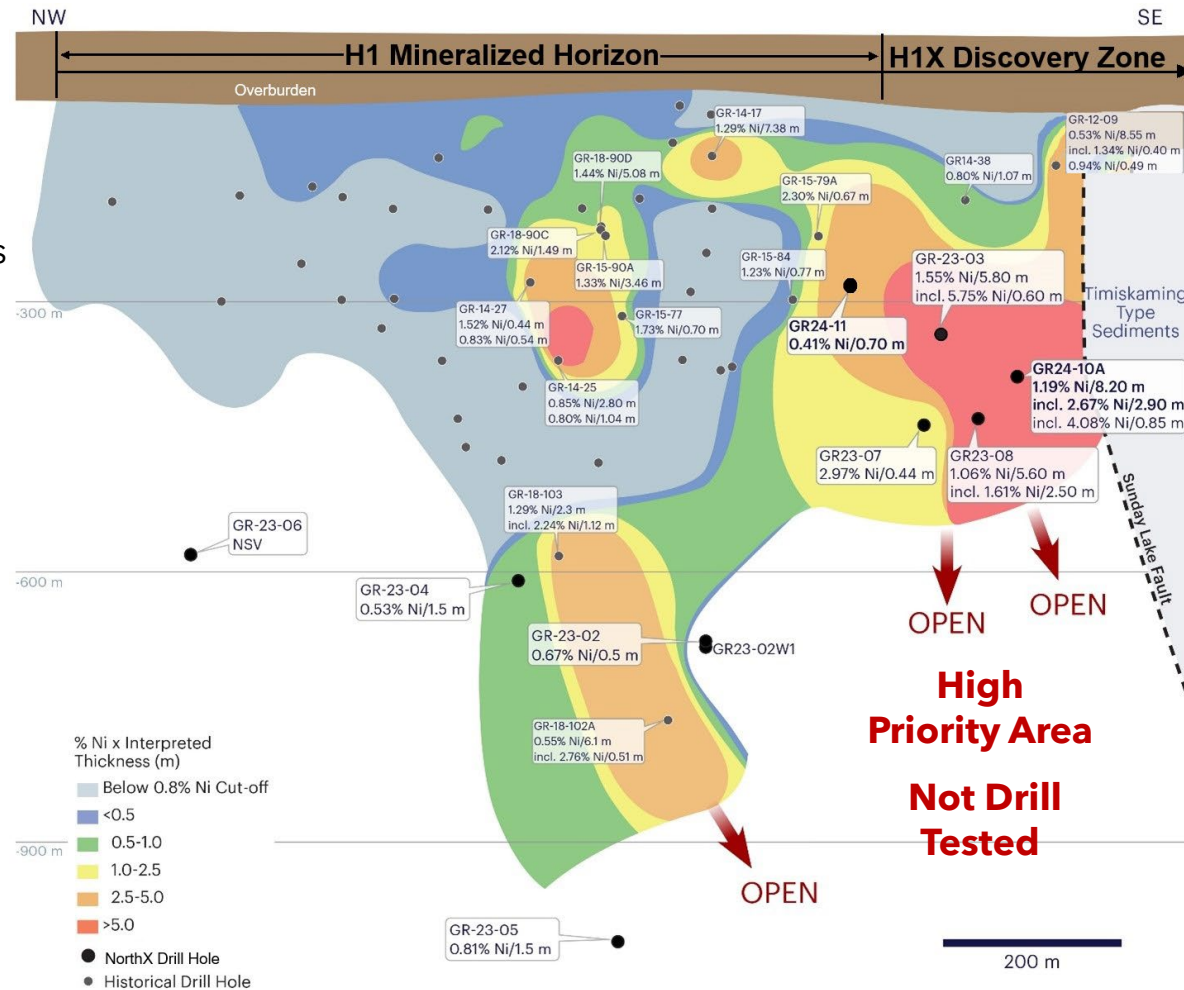 NW
SE
H1 Mineralized Horizon
H1X Discovery Zone
Overburden
GR-14-17
1.29% Ni/7.38 m
GR-12-09
0.53% Ni/8.55 m
incl. 1.34% Ni/0.40 m
0.94% Ni/0.49 m
GR-18-90D
1.44% Ni/5.08 m
GR14-38
0.80% Ni/1.07 m
GR-15-79A
2.30% Ni/0.67 m
GR-18-90C
2.12% Ni/1.49 m
GR-15-90A
1.33% Ni/3.46 m
GR-15-84
1.23% Ni/0.77 m
GR-23-03
1.55% Ni/5.80 m
incl. 5.75% Ni/0.60 m
s
-300 m
Timiskaming
Type
Sediments
GR-14-27
1.52% Ni/0.44 m
0.83% Ni/0.54 m
GR-15-77
1.73% Ni/0.70 m
GR24-11
0.41% Ni/0.70 m
GR24-10A
1.19% Ni/8.20 m
incl. 2.67% Ni/2.90 m
incl. 4.08% Ni/0.85 m
GR-14-25
0.85% Ni/2.80 m
0.80% Ni/1.04 m
GR23-07
2.97% Ni/0.44 m
GR23-08
1.06% Ni/5.60 m
incl. 1.61% Ni/2.50 m
Sunday Lake Fault
GR-18-103
1.29% Ni/2.3 m
incl. 2.24% Ni/1.12 m
GR-23-06
NSV
-600 m
GR-23-04
0.53% Ni/1.5 m
OPEN
OPEN
GR-23-02
0.67% Ni/0.5 m
GR23-02W1
High
Priority Area
Not Drill
Tested
GR-18-102A
0.55% Ni/6.1 m
incl. 2.76% Ni/0.51 m
-900 m
OPEN
GR-23-05
0.81% Ni/1.5 m
200 m
% Ni x Interpreted
Thickness (m)
Below 0.8% Ni Cut-off
<0.5
0.5-1.0
1.0-2.5
2.5-5.0
>5.0
NorthX Drill Hole
Historical Drill Hole